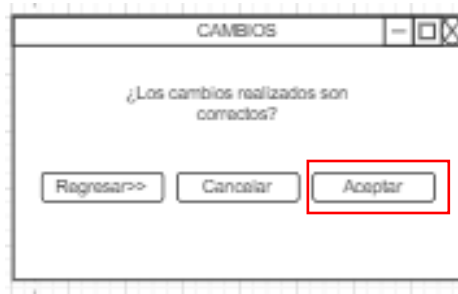 CAMBIOS
¿Los cambios realizados son
correctos?
Regresar>> Cancelar Aceptar